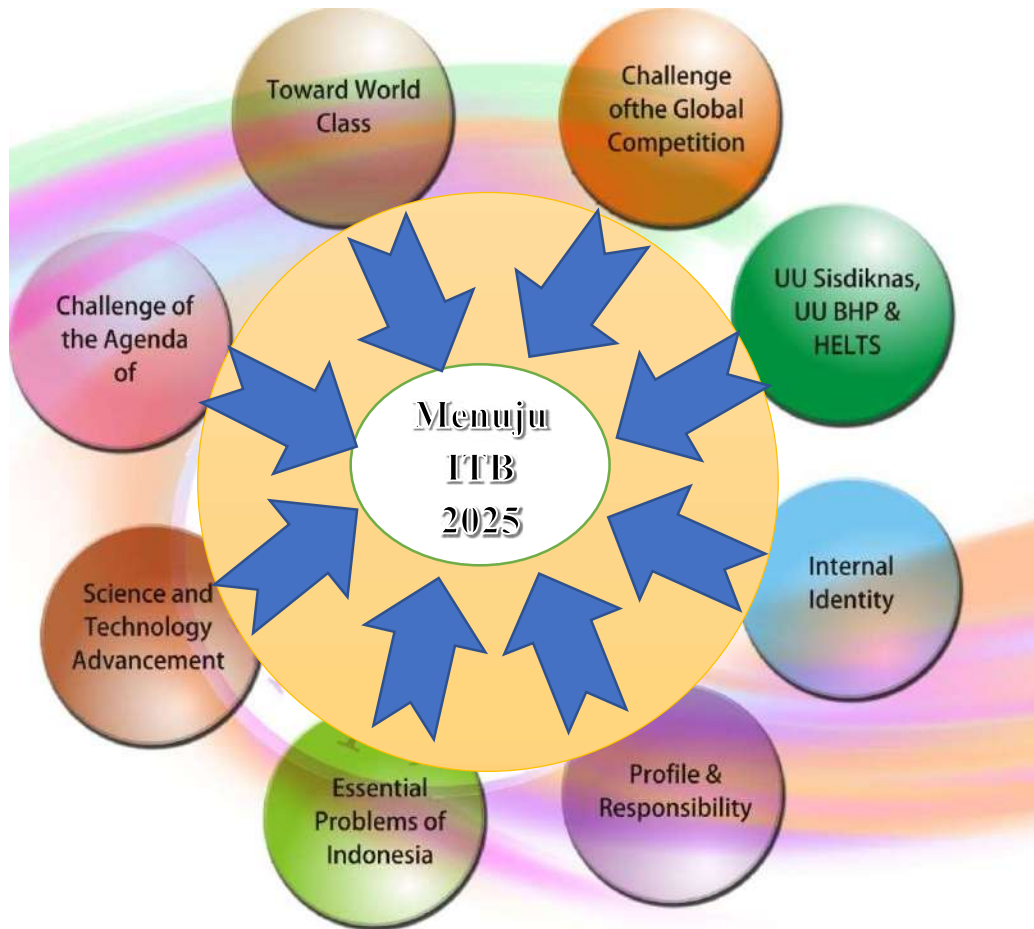 Toward World
Class
Challenge
ofthe Global
Competition
UU Sisdiknas,
UU BHP &
HELTS
Internal
Identity
Profile &
Responsibility
Essential
Problems of
Indonesia
Science and
Technology
Advancement
Challenge of
the Agenda
of
Menuju
ITB
2025